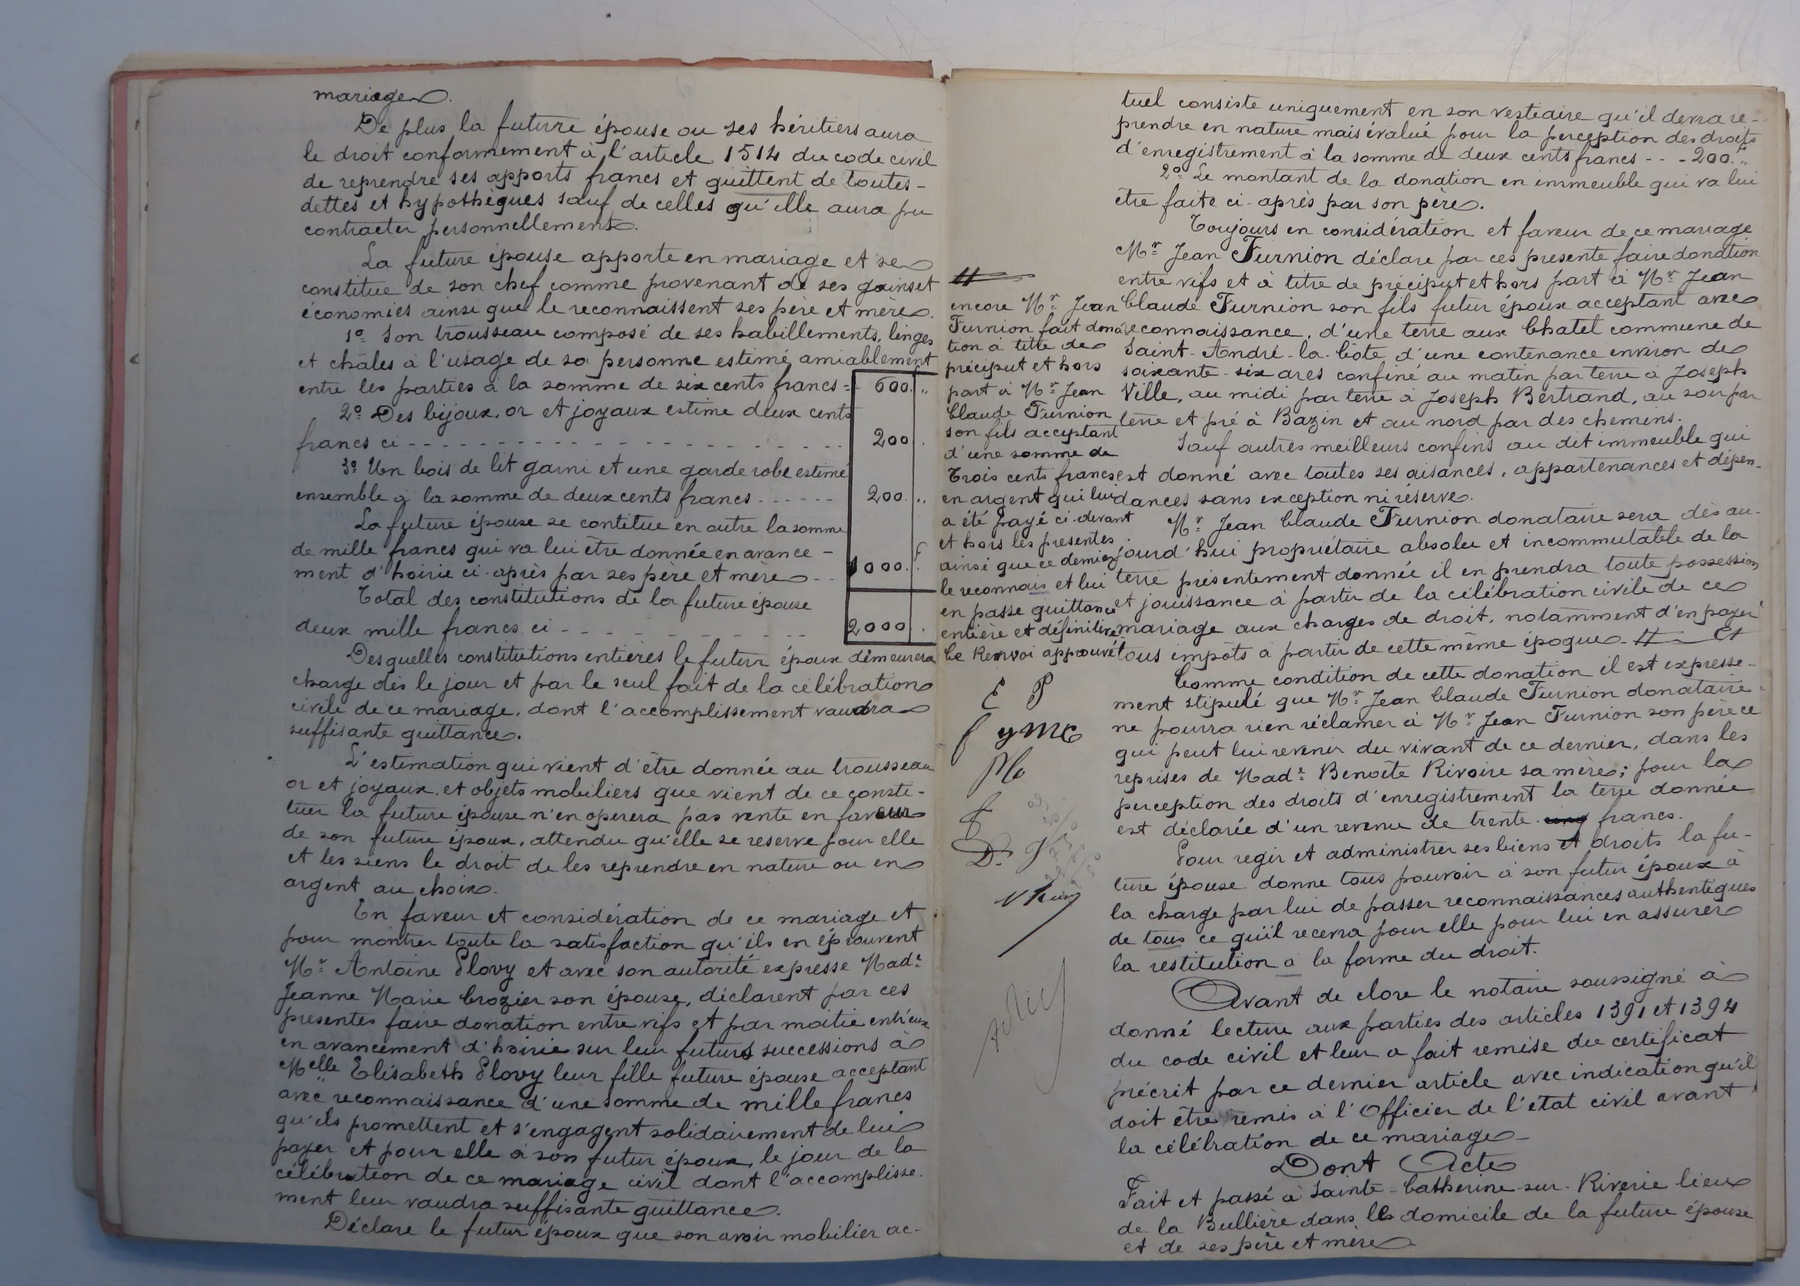 mariage.
De plus la future épouse ou ses héritiers aura
le droit conformement à l'article 1514 du code civil
de reprendre ses apports francs et quittent de toutes-
dettes et hypothèques sauf de celles qu'elle aura pu
contracter personnellement.
La future épouse apporte en mariage et se
constitue de son chef comme provenant de ses gains et
économies ainsi que le reconnaissent ses père et mère.
1º Son trousseau composé de ses habillements, linges
et châles à l'usage de sa personne estimé amiablement
entre les parties à la somme de six cents francs = 600 "
2º Des bijoux, or et joyaux estime deux cents
francs ci - - - - - - - - - - 200 .
3º Un bois de lit garni et une garde robe estime
ensemble à la somme de deux cents francs - - - - - - 200 "
La future épouse se contitue en outre la somme
de mille francs qui va lui être donnée en avance-
ment d'hoirie ci-après par ses père et mère - - 1000
Total des constitutions de la future épouse
deux mille francs ci - - - - - - - - 2000 .
Desquelles constitutions entières le futur époux demeurera
charge dès le jour et par le seul fait de la célébration
civile de ce mariage, dont l'accomplissement vaudra
suffisante quittance.
L'estimation qui vient d'être donnée au trousseau
or et joyaux, et objets mobiliers que vient de ce consti-
tuer la future épouse n'en operera pas vente en faveur
de son future époux, attendu qu'elle se reserve pour elle
et les siens le droit de les reprendre en nature ou en
argent au choix.
En faveur et considération de ce mariage et
pour montrer toute la satisfaction qu'ils en éprouvent
Mr Antoine Plovy et avec son autorité expresse Made
Jeanne Marie Crozier son épouse, déclarent par ces
présentes faire donation entre vifs et par moitie entr'eux
en avancement d'hoirie sur leur futurs successions à
Melle Elisabeth Plovy leur fille future épouse acceptant
avec reconnaissance d'une somme de mille francs
qu'ils promettent et s'engagent solidairement de lui
payer et pour elle à son futur époux, le jour de la
célébration de ce mariage civil dont l'accomplisse-
ment leur vaudra suffisante quittance.
Déclare le futur époux que son avoir mobilier ac-
tuel consiste uniquement en son vestiaire qu'il devra re-
prendre en nature mais évalué pour la perception des droits
d'enregistrement à la somme de deux cents francs - - - 200 "
2º Le montant de la donation en immeuble qui va lui
être faite ci-après par son père.
Toujours en considération et faveur de ce mariage
Mr Jean Furnion déclare par ces presente faire donation
entre vifs et à titre de préciput et hors part à Mr Jean
Claude Furnion son fils futur époux acceptant avec
reconnaissance, d'une terre aux Chatel commune de
Saint-André-la-Côte, d'une contenance environ de
soixante-six ares confiné au matin par terre à Joseph
Ville, au midi par terre à Joseph Bertrand, au soir par
terre et pré à Bazin et au nord par des chemins.
Sauf autres meilleurs confins au dit immeuble qui
est donné avec toutes ses aisances, appartenances et dépen-
dances sans exception ni réserve.
Mr Jean Claude Furnion donataire sera dès au-
jourd'hui propriétaire absolu et incommutable de la
terre présentement donnée il en prendra toute possession
et jouissance à partir de la célébration civile de ce
mariage aux charges de droit, notamment d'en payer
tous impots à partir de cette même époque - # - Et
Comme condition de cette donation il est expresse-
ment stipulé que Mr Jean Claude Furnion donataire
ne pourra rien réclamer à Mr Jean Furnion son père ce
qui peut lui revenir du vivant de ce dernier, dans les
reprises de Made Benoîte Rivoire sa mère; pour la
perception des droits d'enregistrement la terre donnée
est déclarée d'un revenu de trente francs.
Pour regir et administrer ses biens et droits la fu-
ture épouse donne tous pouvoir à son futur époux à
la charge par lui de passer reconnaissances authentiques
de tous ce qu'il recevra pour elle pour lui en assurer
la restitution à la forme du droit.
Avant de clore le notaire soussigné à
donné lecture aux parties des articles 1391 et 1394
du code civil et leur a fait remise du certificat
précrit par ce dernier article avec indication qu'il
doit être remis à l'Officier de l'état civil avant
la célébration de ce mariage -
Dont Acte
Fait et passé à Sainte-Catherine-sur-Riverie lieu
de la Bullière dans le domicile de la future épouse
et de ses père et mère
#
encore Mr Jean
Furnion fait dona
tion à titre de
préciput et hors
part à Mr Jean
Claude Furnion
son fils acceptant
d'une somme de
Trois cents francs
en argent qui lui
a été payé ci-devant
et hors les présentes
ainsi que ce dernier
le reconnais et lui
en passe quittance
entière et définitive
Ce Renvoi approuvé
E P